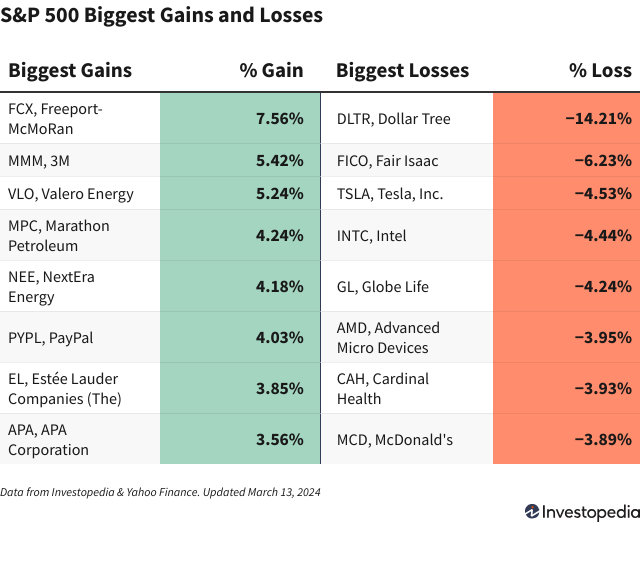 S&P 500 Biggest Gains and Losses
Biggest Gains % Gain Biggest Losses % Loss
FCX, Freeport-
McMoRan
7.56% DLTR, Dollar Tree −14.21%
MMM, 3M 5.42% FICO, Fair Isaac −6.23%
VLO, Valero Energy 5.24% TSLA, Tesla, Inc. −4.53%
MPC, Marathon
Petroleum
4.24% INTC, Intel −4.44%
NEE, NextEra
Energy
4.18% GL, Globe Life −4.24%
PYPL, PayPal 4.03% AMD, Advanced
Micro Devices
−3.95%
EL, Estée Lauder
Companies (The)
3.85% CAH, Cardinal
Health
−3.93%
APA, APA
Corporation
3.56% MCD, McDonald's −3.89%
Data from Investopedia & Yahoo Finance. Updated March 13, 2024
Investopedia